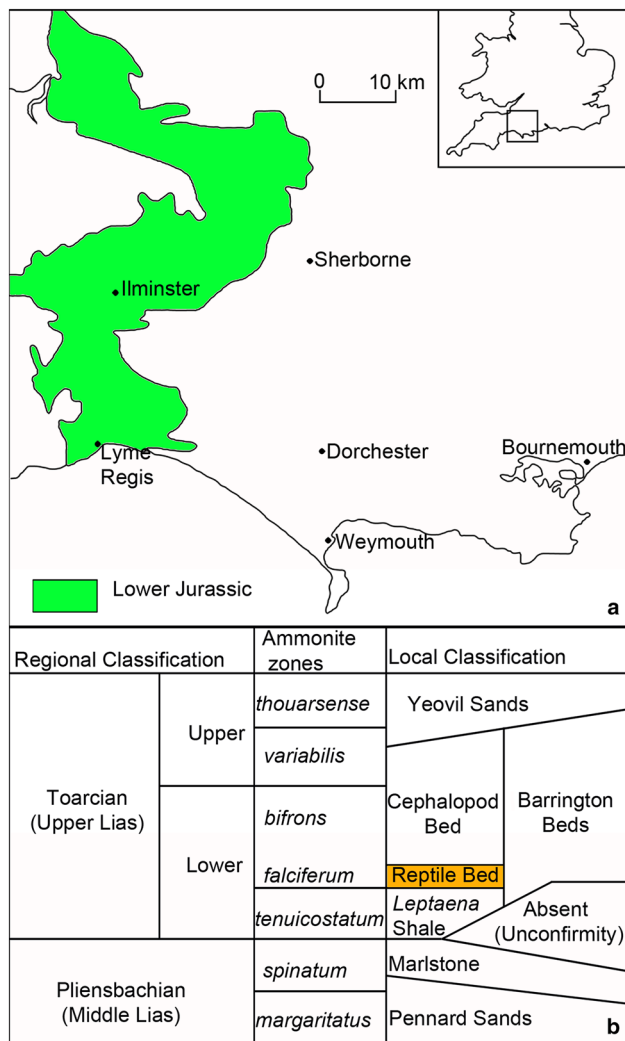 0 10 km
Sherborne
Ilminster
Lyme
Regis
Dorchester
Bournemouth
Weymouth
Lower Jurassic
a
Regional Classification
Ammonite
zones
Local Classification
thouarsense
Yeovil Sands
Upper
variabilis
Toarcian
(Upper Lias)
Cephalopod
Bed
Barrington
Beds
bifrons
Lower
falciferum
Reptile Bed
tenuicostatum
Leptaena
Shale
Absent
(Unconfirmity)
spinatum
Marlstone
Pliensbachian
(Middle Lias)
margaritatus
Pennard Sands
b